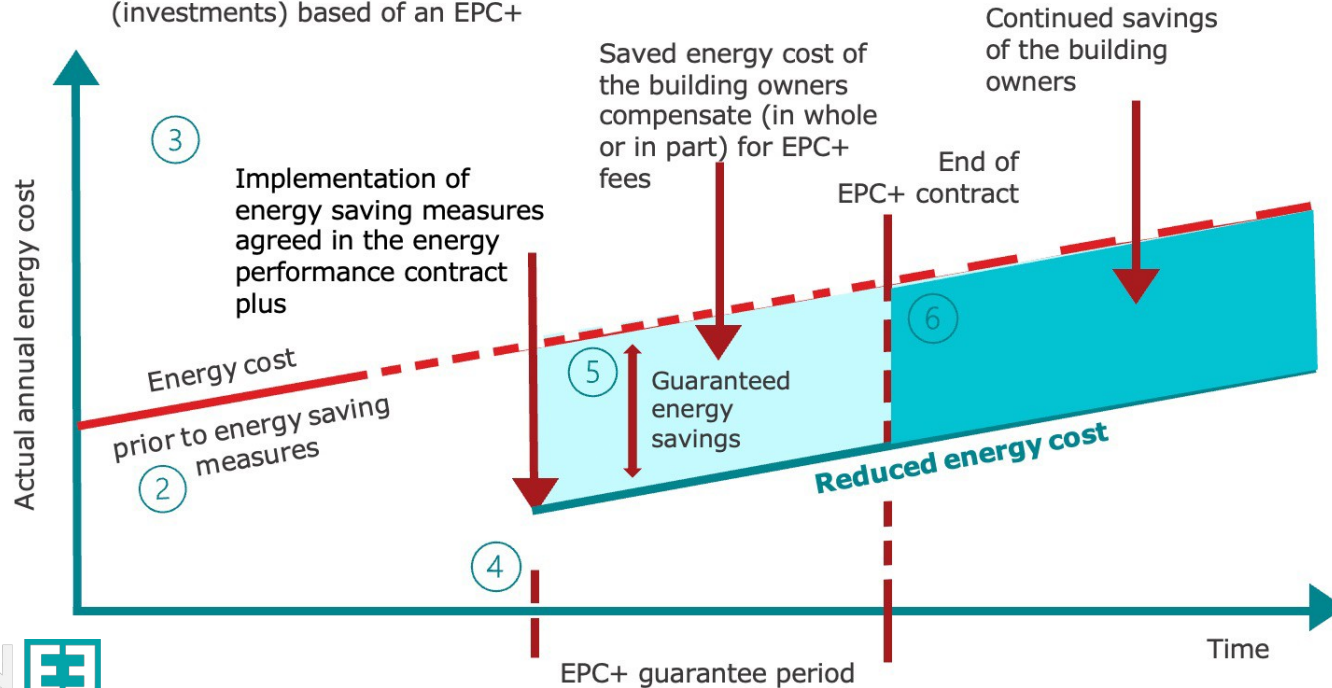 (investments) based of an EPC+
Continued savings
of the building
owners
Saved energy cost of
the building owners
compensate (in whole
or in part) for EPC+
fees
3
End of
EPC+ contract
Implementation of
energy saving measures
agreed in the energy
performance contract
plus
Actual annual energy cost
6
Energy cost
prior to energy saving
measures
5
Guaranteed
energy
savings
2
Reduced energy cost
4
Time
EPC+ guarantee period